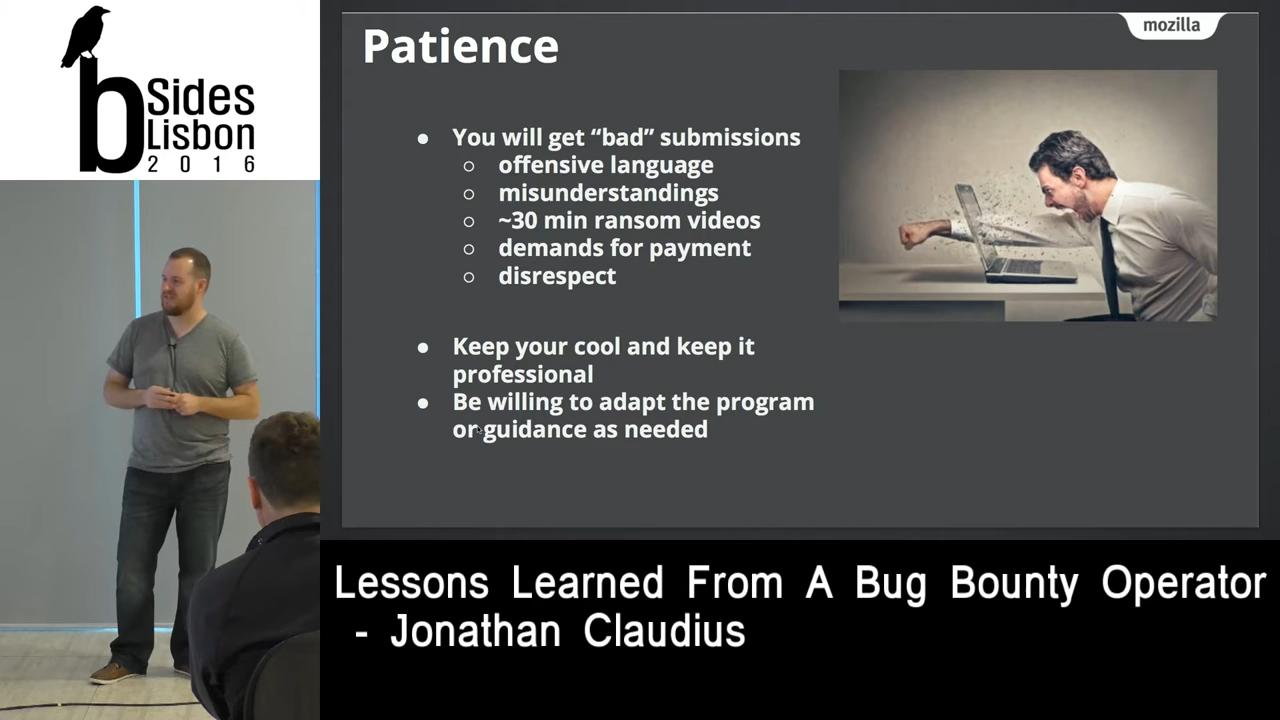 b
Sides
Lisbon
2016
mozilla
Patience
● You will get “bad” submissions
○ offensive language
○ misunderstandings
○ ~30 min ransom videos
○ demands for payment
○ disrespect
● Keep your cool and keep it
professional
● Be willing to adapt the program
or guidance as needed
Lessons Learned From A Bug Bounty Operator
- Jonathan Claudius